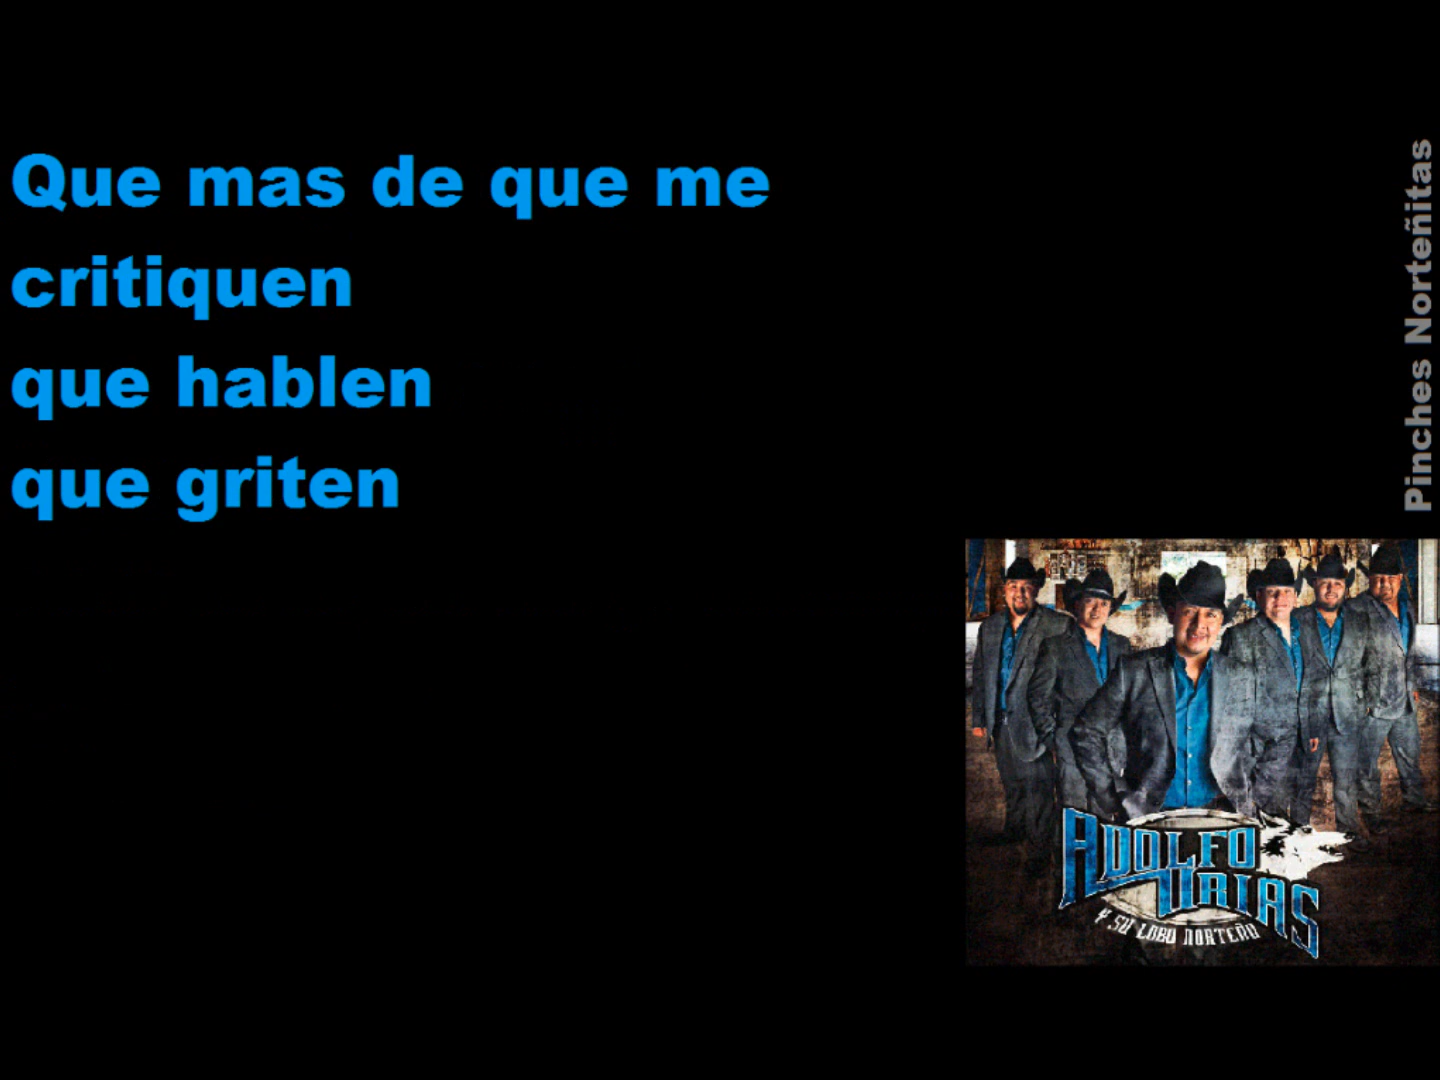 Que mas de que me
critiquen
que hablen
que griten
Pinches Norteñitas
ADOLFO
URIAS
Y SU LOBO NORTEÑO